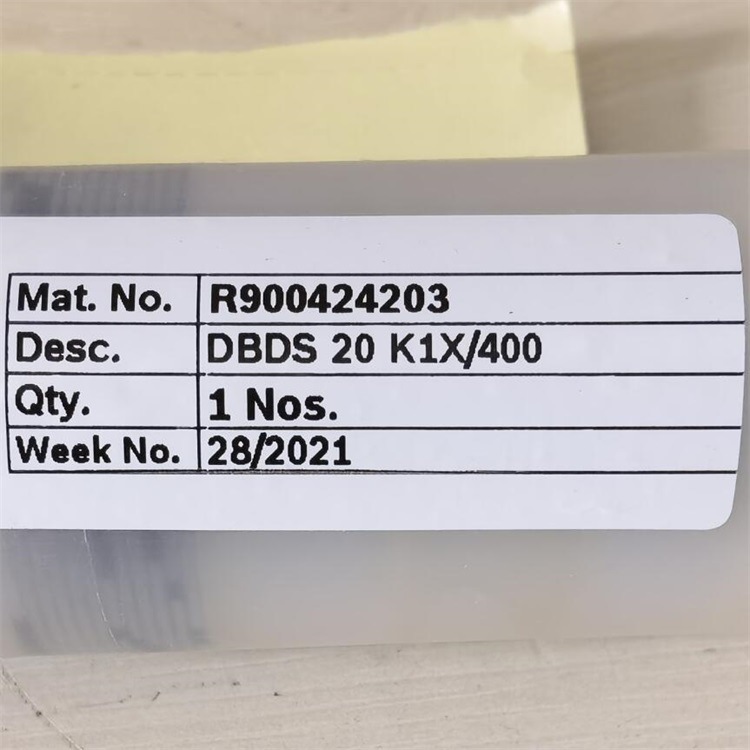 Mat. No. R900424203
Desc. DBDS 20 K1X/400
Qty. 1 Nos.
Week No. 28/2021